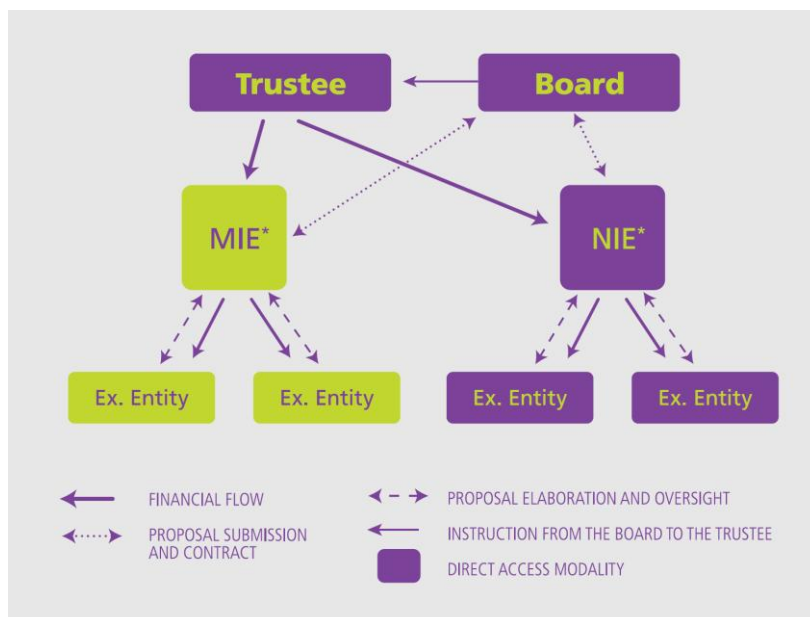 Trustee
Board
MIE*
NIE*
Ex. Entity
Ex. Entity
Ex. Entity
Ex. Entity
FINANCIAL FLOW
PROPOSAL SUBMISSION
AND CONTRACT
PROPOSAL ELABORATION AND OVERSIGHT
INSTRUCTION FROM THE BOARD TO THE TRUSTEE
DIRECT ACCESS MODALITY